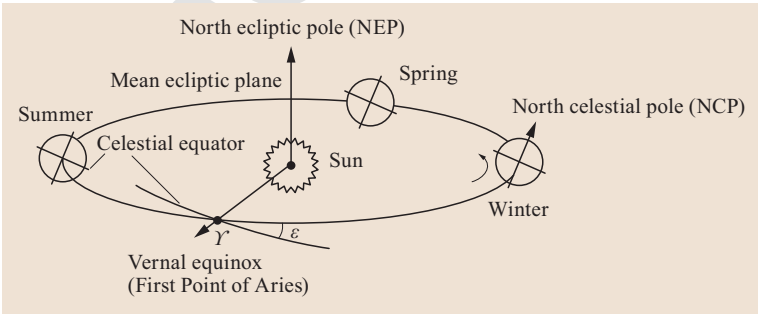 North ecliptic pole (NEP)
Mean ecliptic plane
Spring
Summer
North celestial pole (NCP)
Celestial equator
Sun
Winter
ϒ
ε
Vernal equinox
(First Point of Aries)